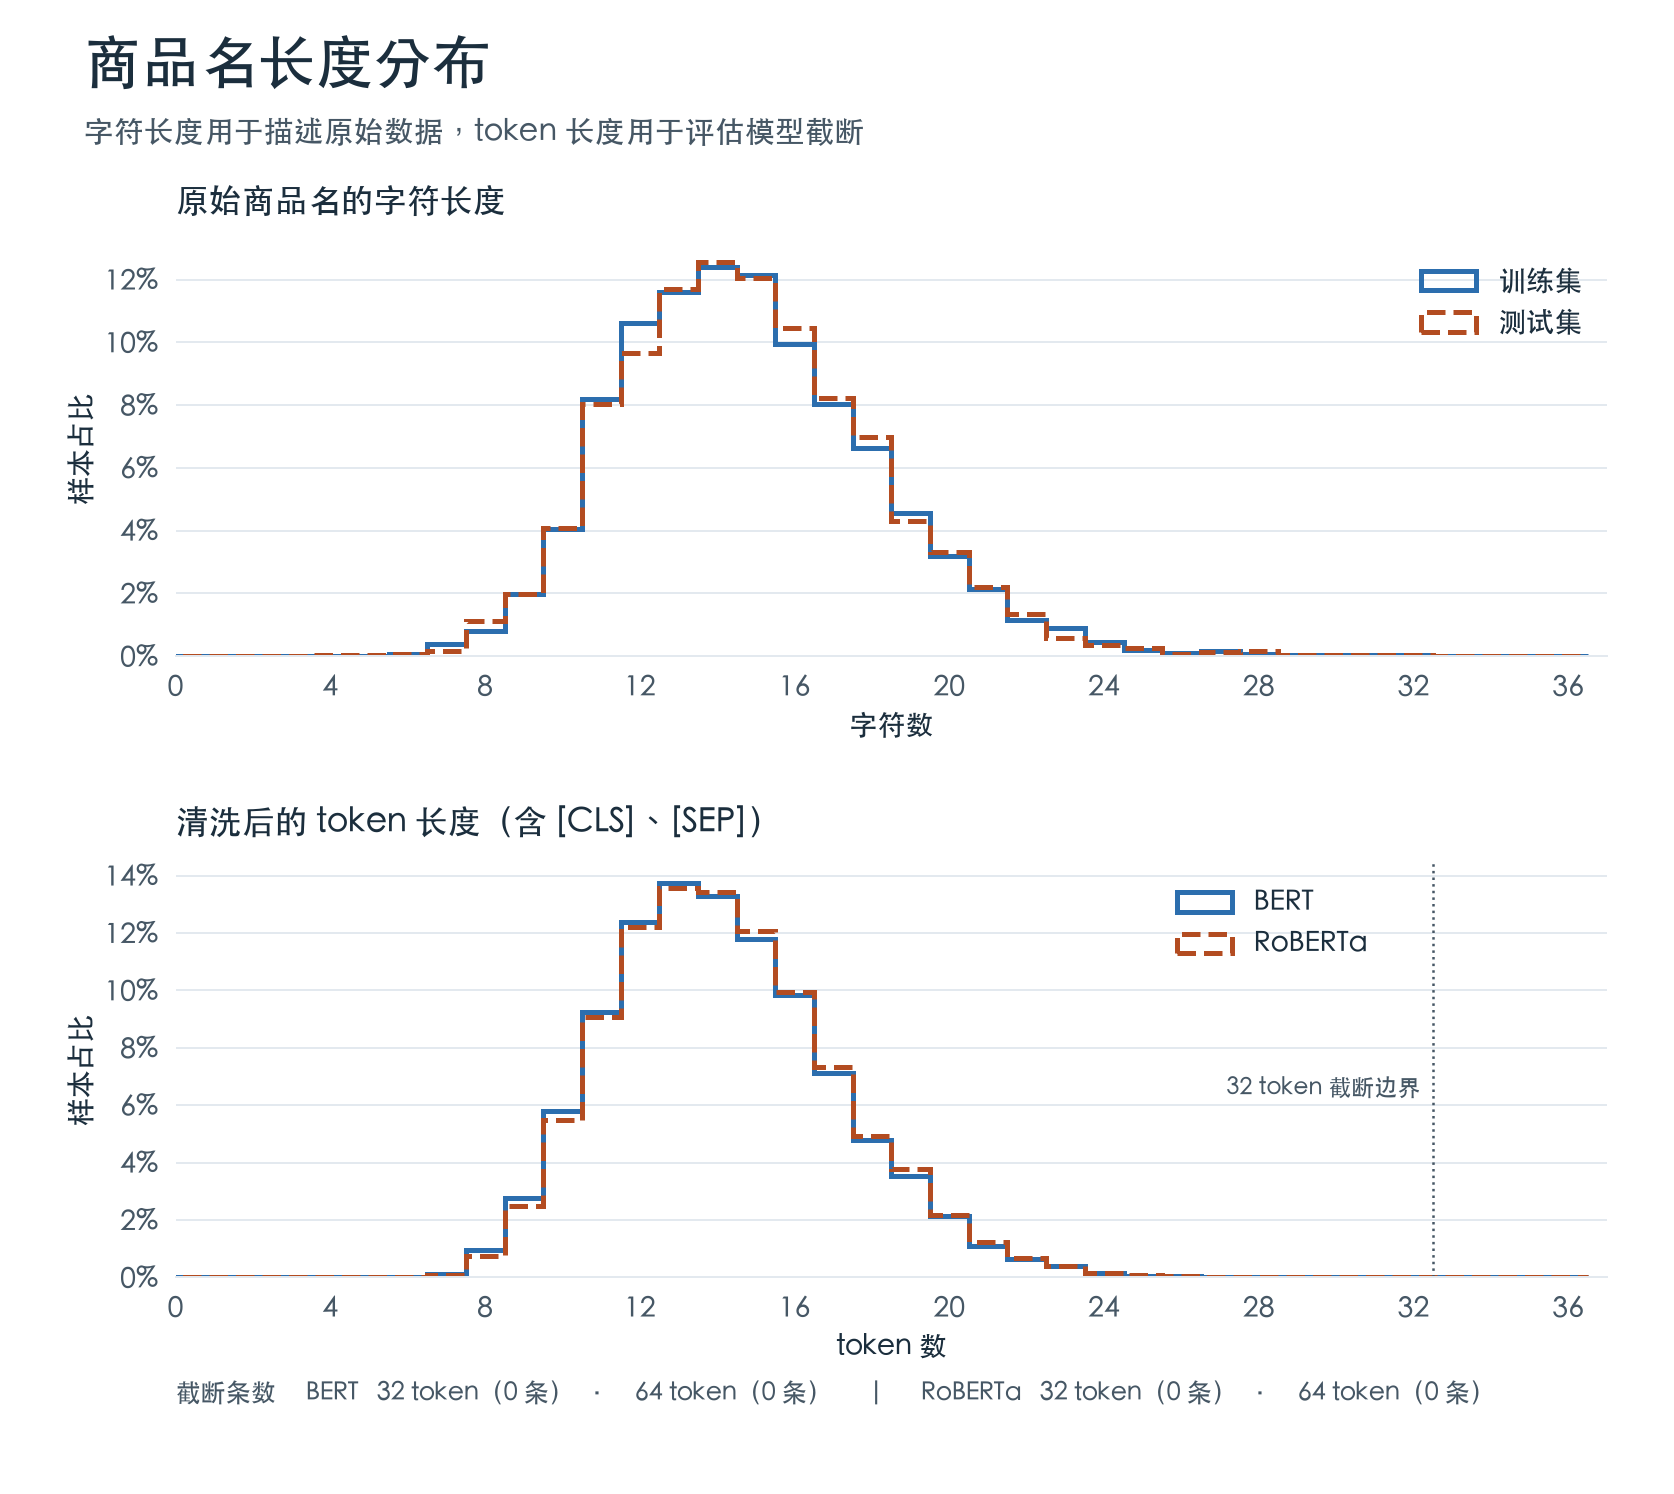 商品名长度分布
字符长度用于描述原始数据，token 长度用于评估模型截断
原始商品名的字符长度
12%
10%
8%
6%
4%
2%
0%
样本占比
训练集
测试集
0 4 8 12 16 20 24 28 32 36
字符数
清洗后的 token 长度（含 [CLS]、[SEP]）
14%
12%
10%
8%
6%
4%
2%
0%
样本占比
BERT
RoBERTa
32 token 截断边界
0 4 8 12 16 20 24 28 32 36
token 数
截断条数 BERT 32 token（0 条） · 64 token（0 条） | RoBERTa 32 token（0 条） · 64 token（0 条）